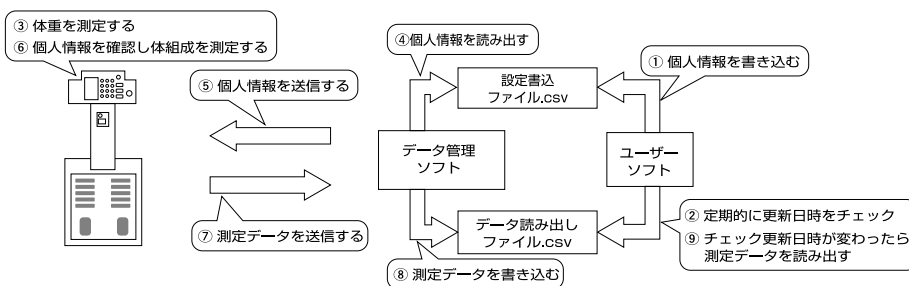 ③ 体重を測定する
⑥ 個人情報を確認し体組成を測定する
④個人情報を読み出す
① 個人情報を書き込む
⑤ 個人情報を送信する
設定書込
ファイル.csv
データ管理
ソフト
ユーザー
ソフト
⑦ 測定データを送信する
データ読み出し
ファイル.csv
② 定期的に更新日時をチェック
⑨ チェック更新日時が変わったら
測定データを読み出す
⑧ 測定データを書き込む